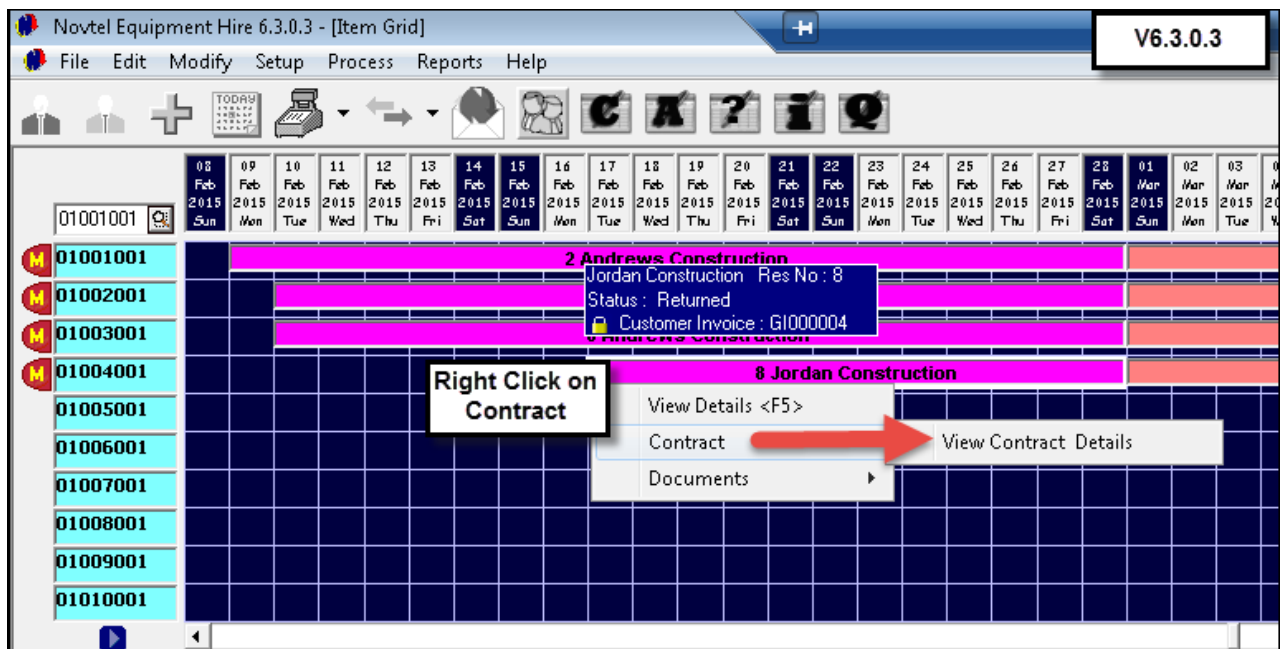 Novtel Equipment Hire 6.3.0.3 - [Item Grid]
V6.3.0.3
File Edit Modify Setup Process Reports Help
TODAY
C A ? i Q
08 09 10 11 12 13 14 15 16 17 18 19 20 21 22 23 24 25 26 27 28 01 02 03
Feb Feb Feb Feb Feb Feb Feb Feb Feb Feb Feb Feb Feb Feb Feb Feb Feb Feb Feb Feb Feb Mar Mar Mar
2015 2015 2015 2015 2015 2015 2015 2015 2015 2015 2015 2015 2015 2015 2015 2015 2015 2015 2015 2015 2015 2015 2015 2015
Sun Mon Tue Wed Thu Fri Sat Sun Mon Tue Wed Thu Fri Sat Sun Mon Tue Wed Thu Fri Sat Sun Mon Tue
01001001
M 01001001 2 Andrews Construction
Jordan Construction Res No : 8
M 01002001
Status : Returned
Customer Invoice : GI000004
M 01003001 Andrews Construction
M 01004001 8 Jordan Construction
Right Click on
Contract
01005001 View Details <F5>
01006001 Contract View Contract Details
01007001 Documents
01008001
01009001
01010001